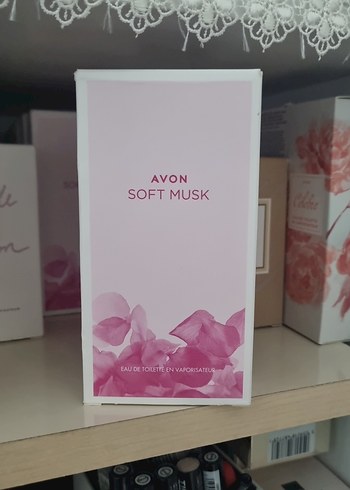 AVON
SOFT MUSK
EAU DE TOILETTE EN VAPORISATEUR